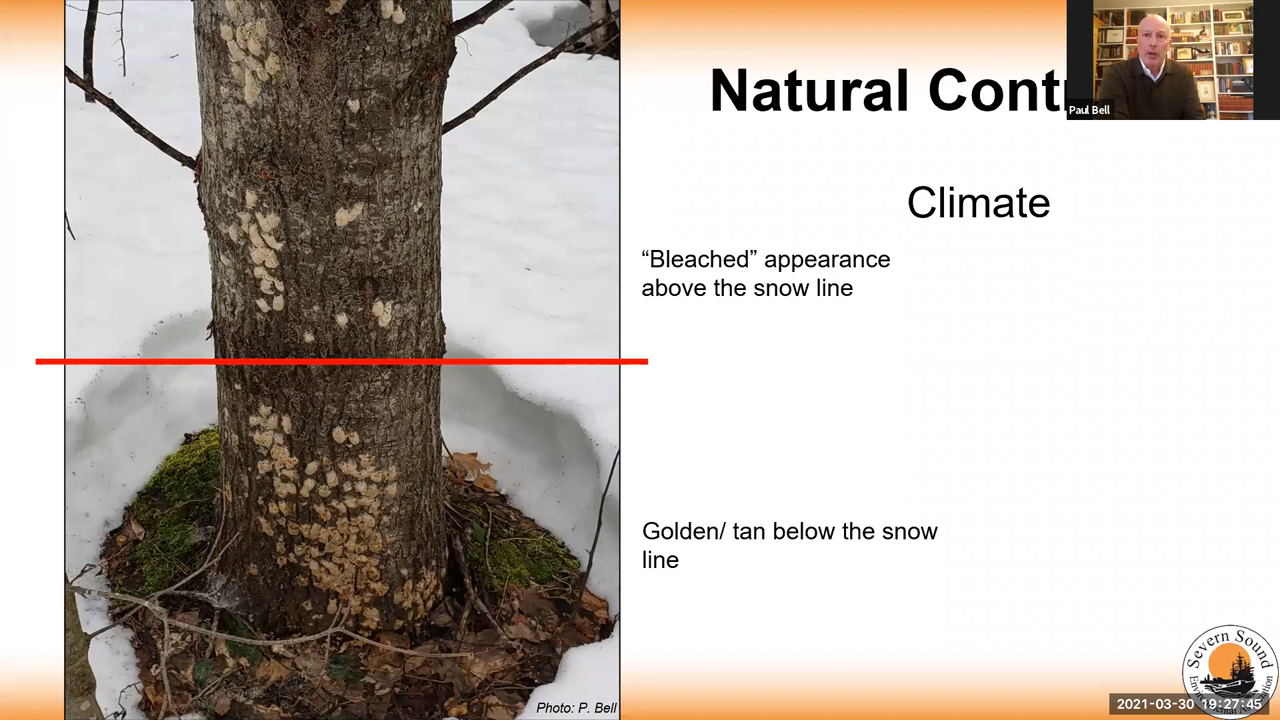 Natural Cont
Paul Bell
Climate
“Bleached” appearance
above the snow line
Golden/ tan below the snow
line
Photo: P. Bell
Severn Sound
2021-03-30 19:27:45